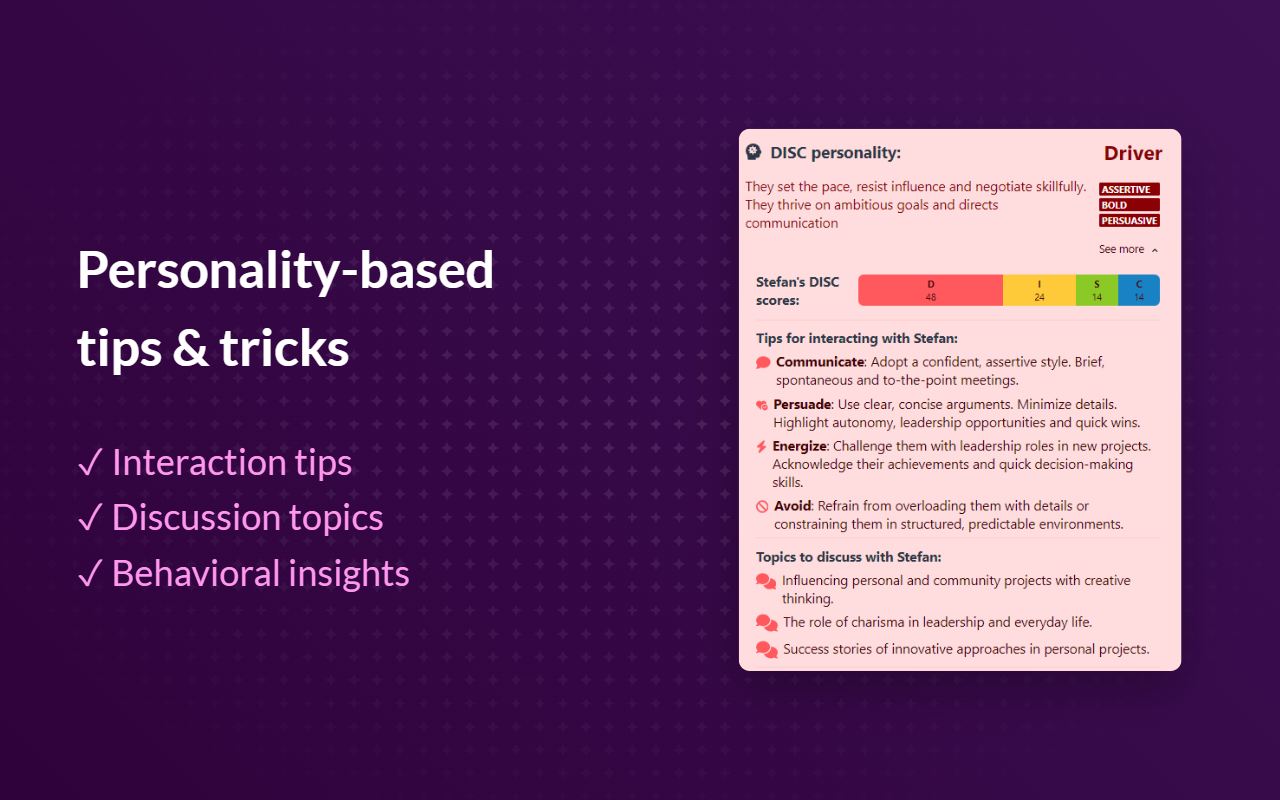 Personality-based
tips & tricks
✓ Interaction tips
✓ Discussion topics
✓ Behavioral insights
DISC personality:
Driver
They set the pace, resist influence and negotiate skillfully.
They thrive on ambitious goals and directs
communication
ASSERTIVE
BOLD
PERSUASIVE
See more
Stefan's DISC
scores:
D
48
I
24
S
14
C
14
Tips for interacting with Stefan:
Communicate: Adopt a confident, assertive style. Brief,
spontaneous and to-the-point meetings.
Persuade: Use clear, concise arguments. Minimize details.
Highlight autonomy, leadership opportunities and quick wins.
Energize: Challenge them with leadership roles in new projects.
Acknowledge their achievements and quick decision-making
skills.
Avoid: Refrain from overloading them with details or
constraining them in structured, predictable environments.
Topics to discuss with Stefan:
Influencing personal and community projects with creative
thinking.
The role of charisma in leadership and everyday life.
Success stories of innovative approaches in personal projects.